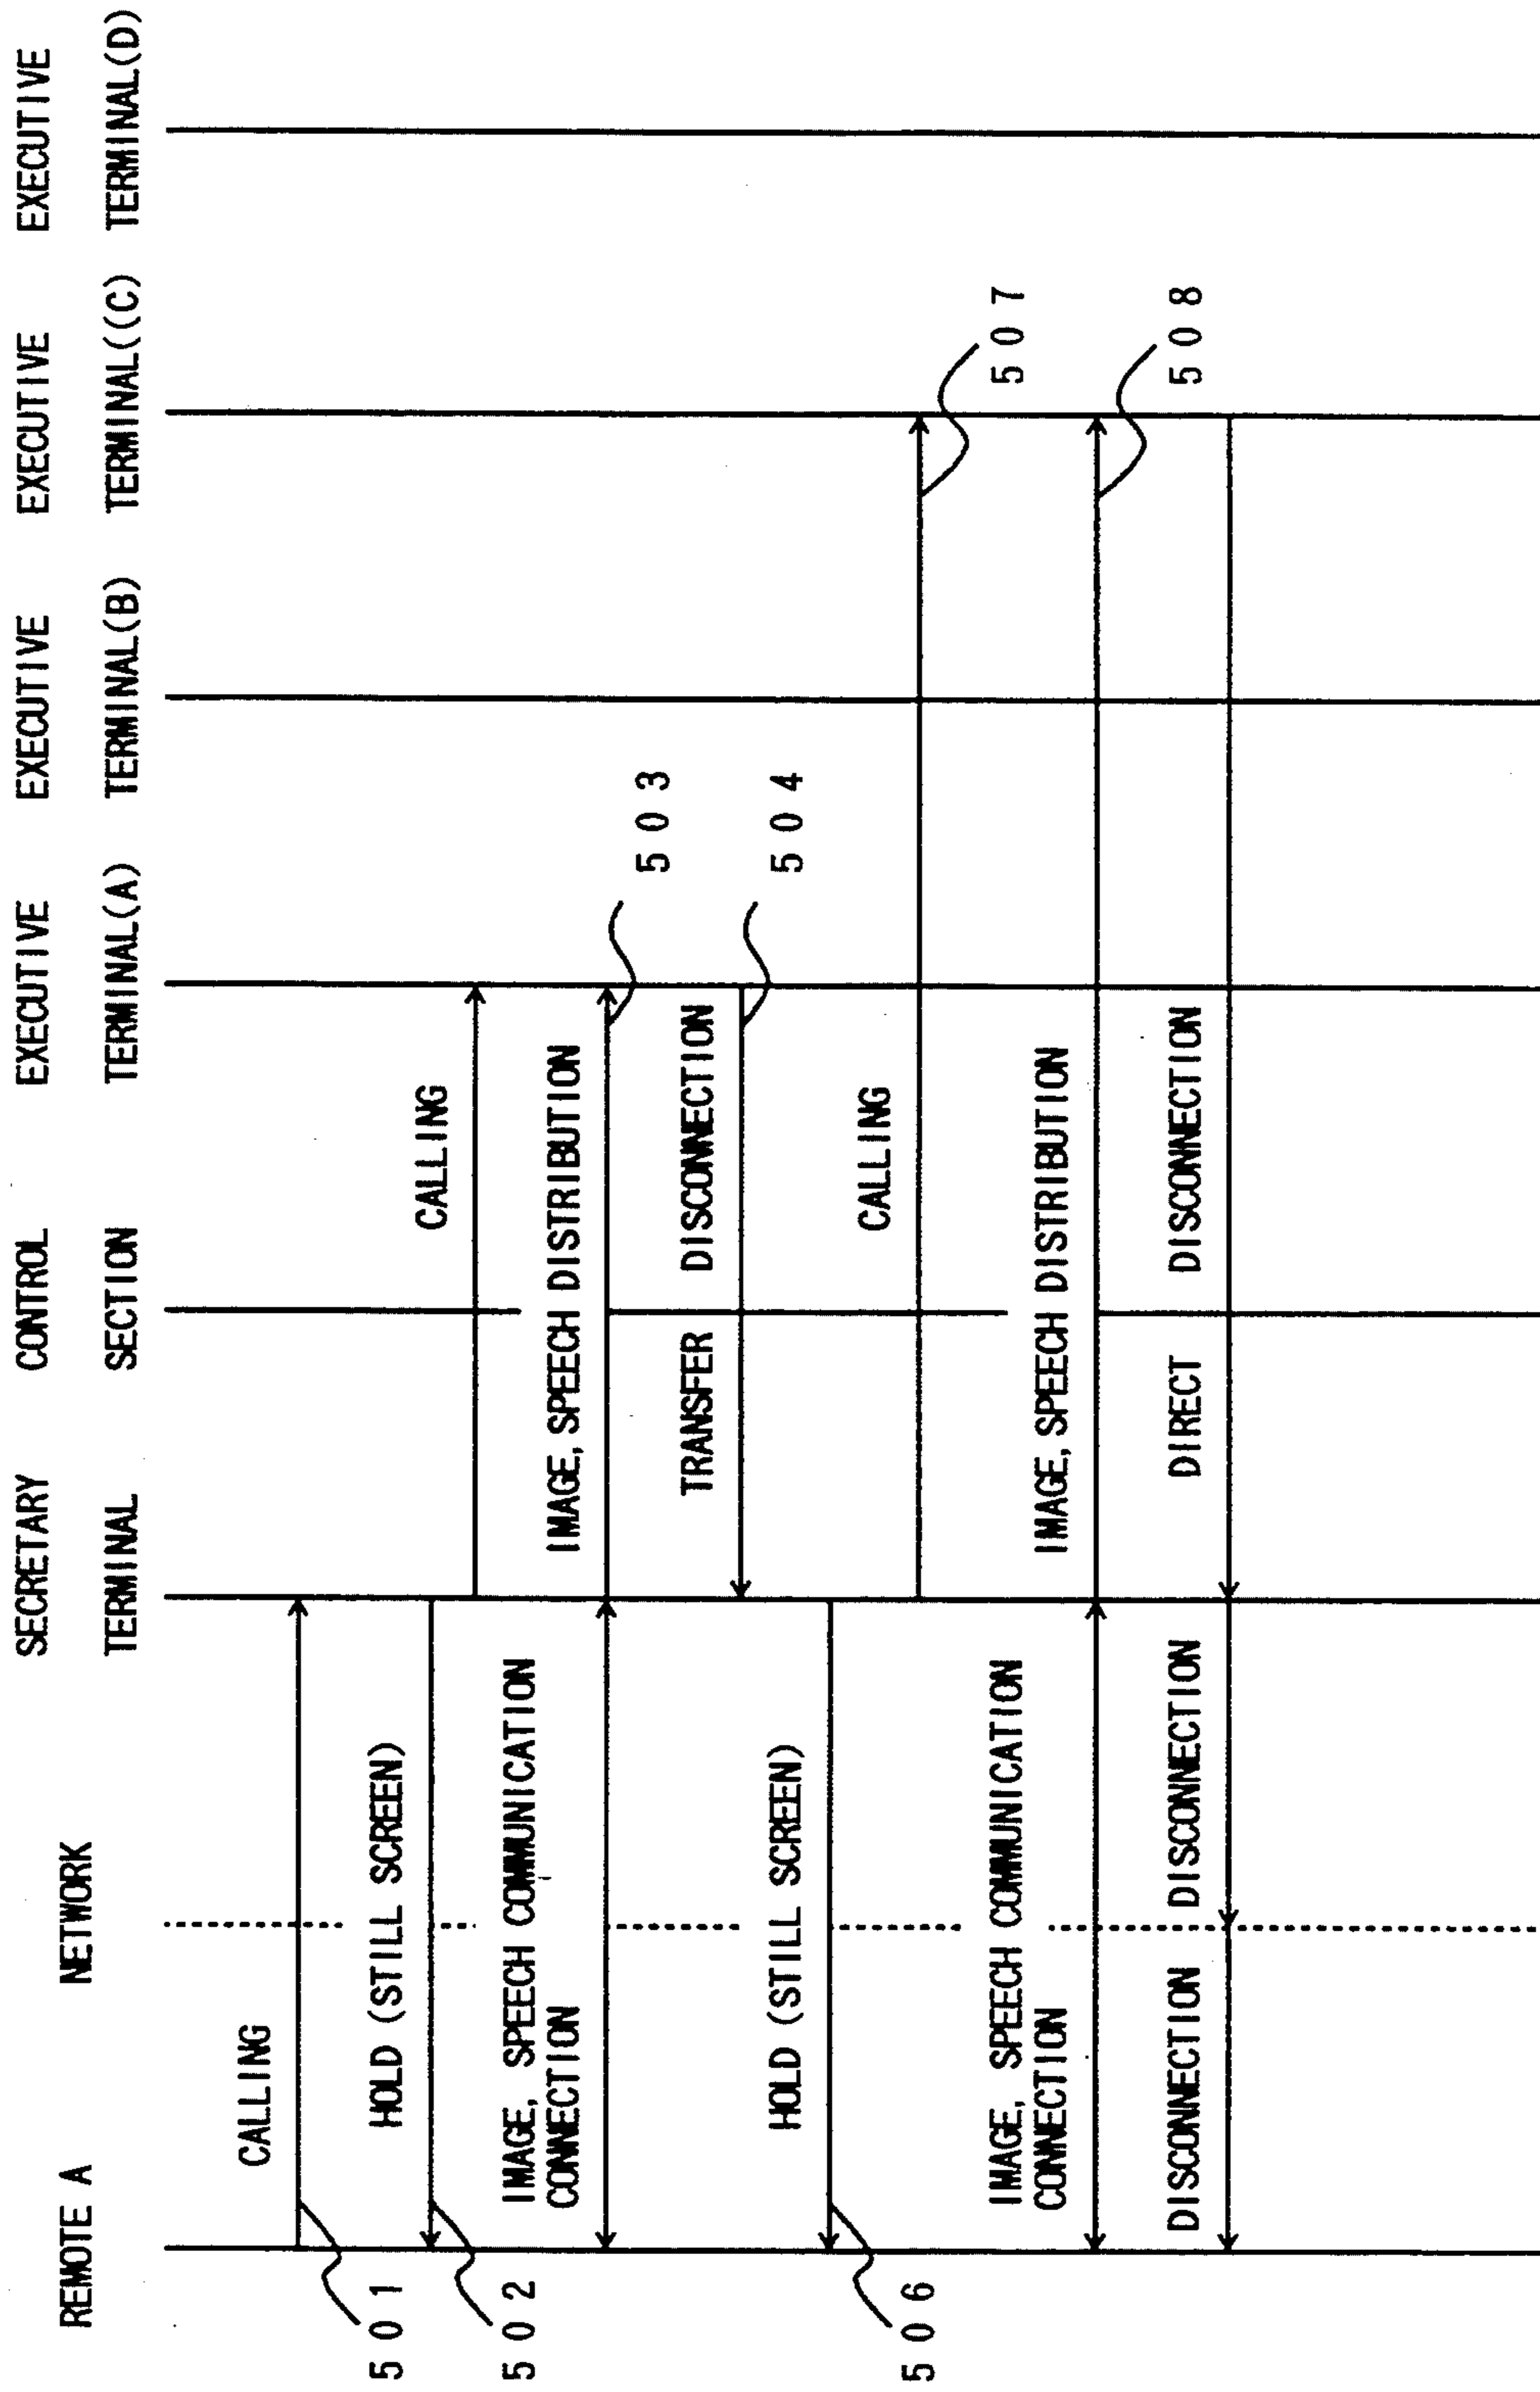 REMOTE A
NETWORK
SECRETARY
TERMINAL
CONTROL
SECTION
EXECUTIVE
TERMINAL(A)
EXECUTIVE
TERMINAL(B)
EXECUTIVE
TERMINAL((C)
EXECUTIVE
TERMINAL(D)
CALLING
501
HOLD (STILL SCREEN)
502
CALLING
IMAGE, SPEECH COMMUNICATION
CONNECTION
IMAGE, SPEECH DISTRIBUTION
503
TRANSFER DISCONNECTION
504
HOLD (STILL SCREEN)
506
CALLING
507
IMAGE, SPEECH COMMUNICATION
CONNECTION
IMAGE, SPEECH DISTRIBUTION
508
DISCONNECTION DISCONNECTION
DIRECT DISCONNECTION